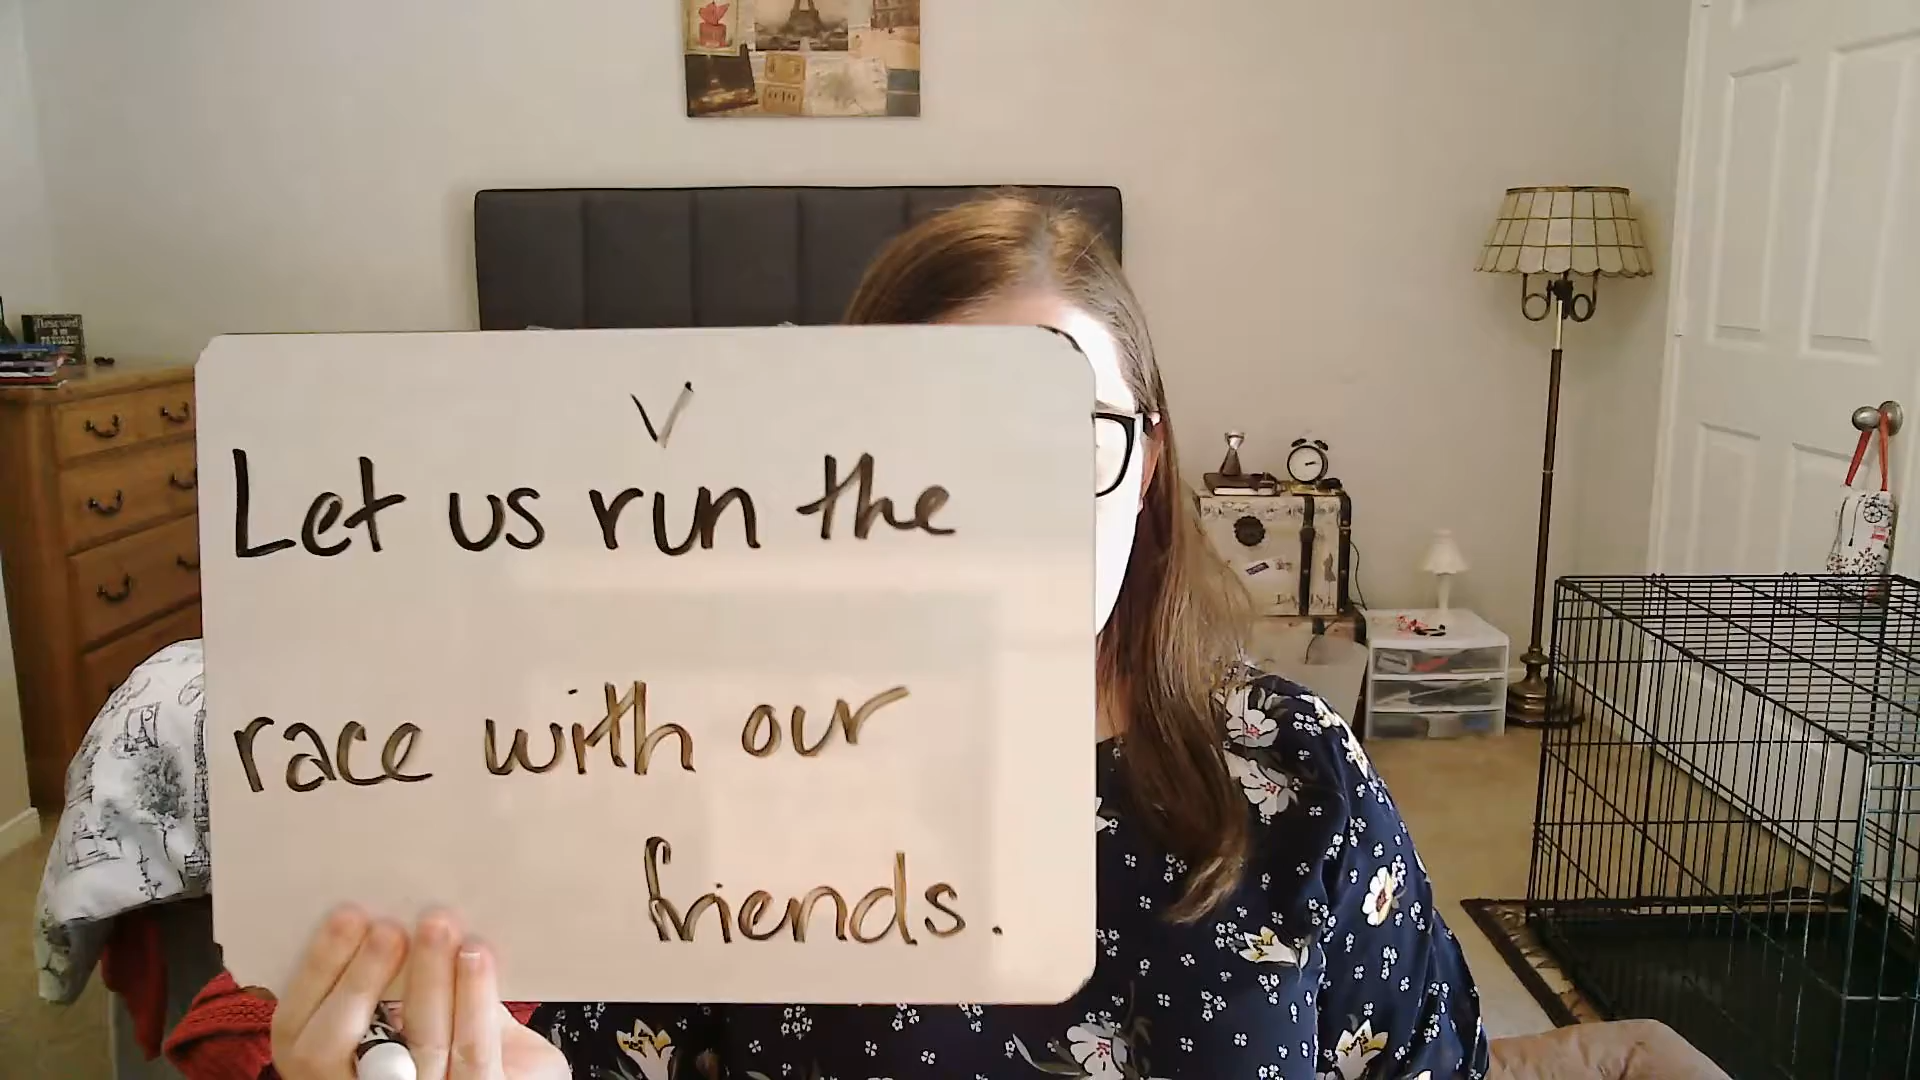 V
Let us run the
race with our
friends.